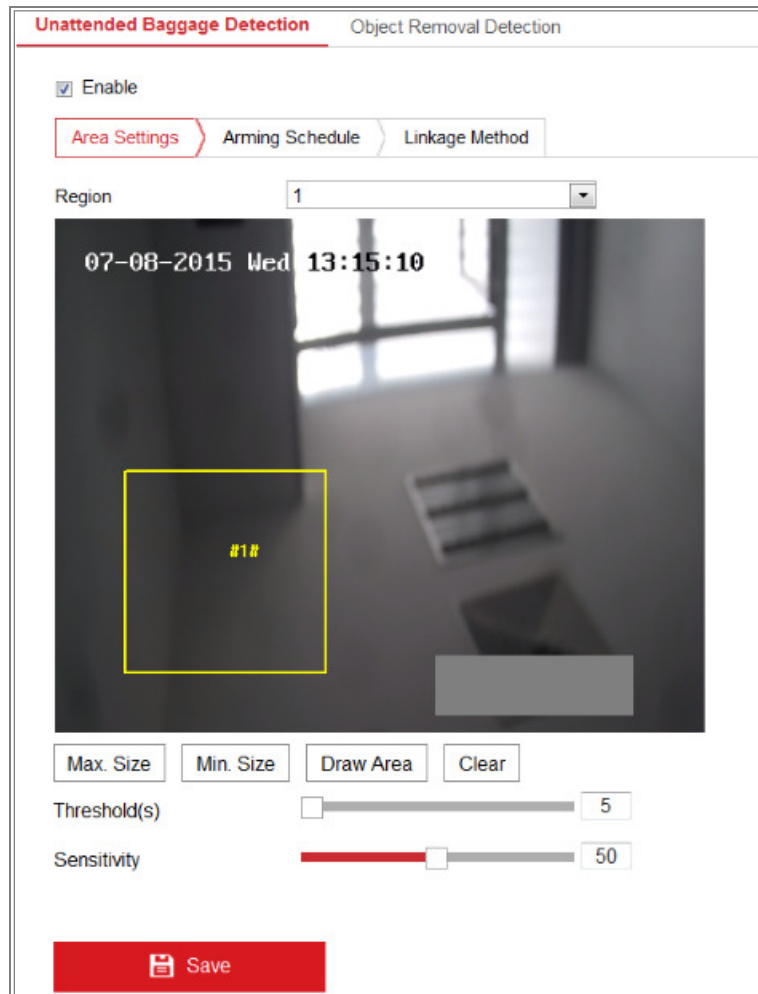 Unattended Baggage Detection Object Removal Detection
Enable
Area Settings Arming Schedule Linkage Method
Region 1
07-08-2015 Wed 13:15:10
#1#
Max. Size Min. Size Draw Area Clear
Threshold(s) 5
Sensitivity 50
Save